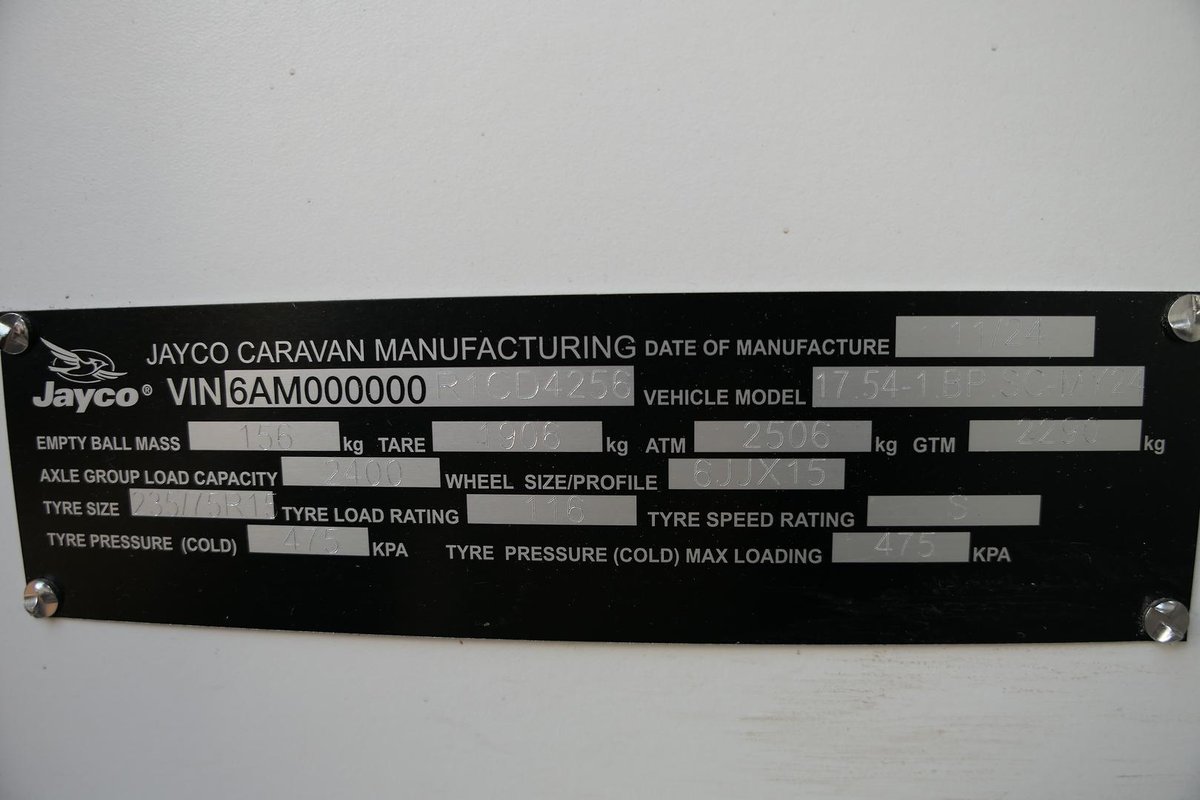 JAYCO CARAVAN MANUFACTURING DATE OF MANUFACTURE 11/24
Jayco® VIN 6AM000000R1CD4256 VEHICLE MODEL 17.54-1.BP.SC-MY24
EMPTY BALL MASS 156 kg TARE 1906 kg ATM 2506 kg GTM 2290 kg
AXLE GROUP LOAD CAPACITY 2400 WHEEL SIZE/PROFILE 6JJX15
TYRE SIZE 235/75R15 TYRE LOAD RATING 116 TYRE SPEED RATING S
TYRE PRESSURE (COLD) 475 KPA TYRE PRESSURE (COLD) MAX LOADING 475 KPA